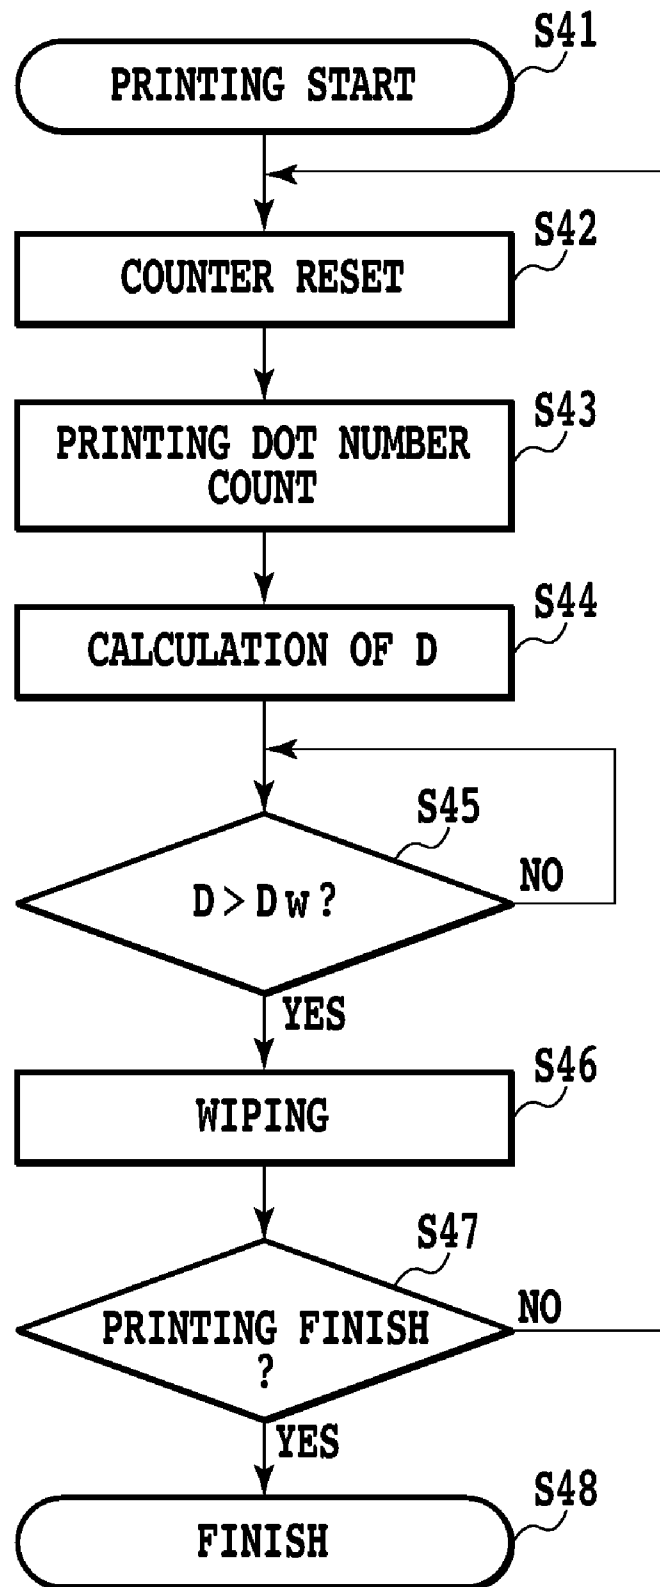 S41
PRINTING START
S42
COUNTER RESET
S43
PRINTING DOT NUMBER
COUNT
S44
CALCULATION OF D
S45
D>Dw?
NO
YES
S46
WIPING
S47
PRINTING FINISH
?
NO
YES
S48
FINISH